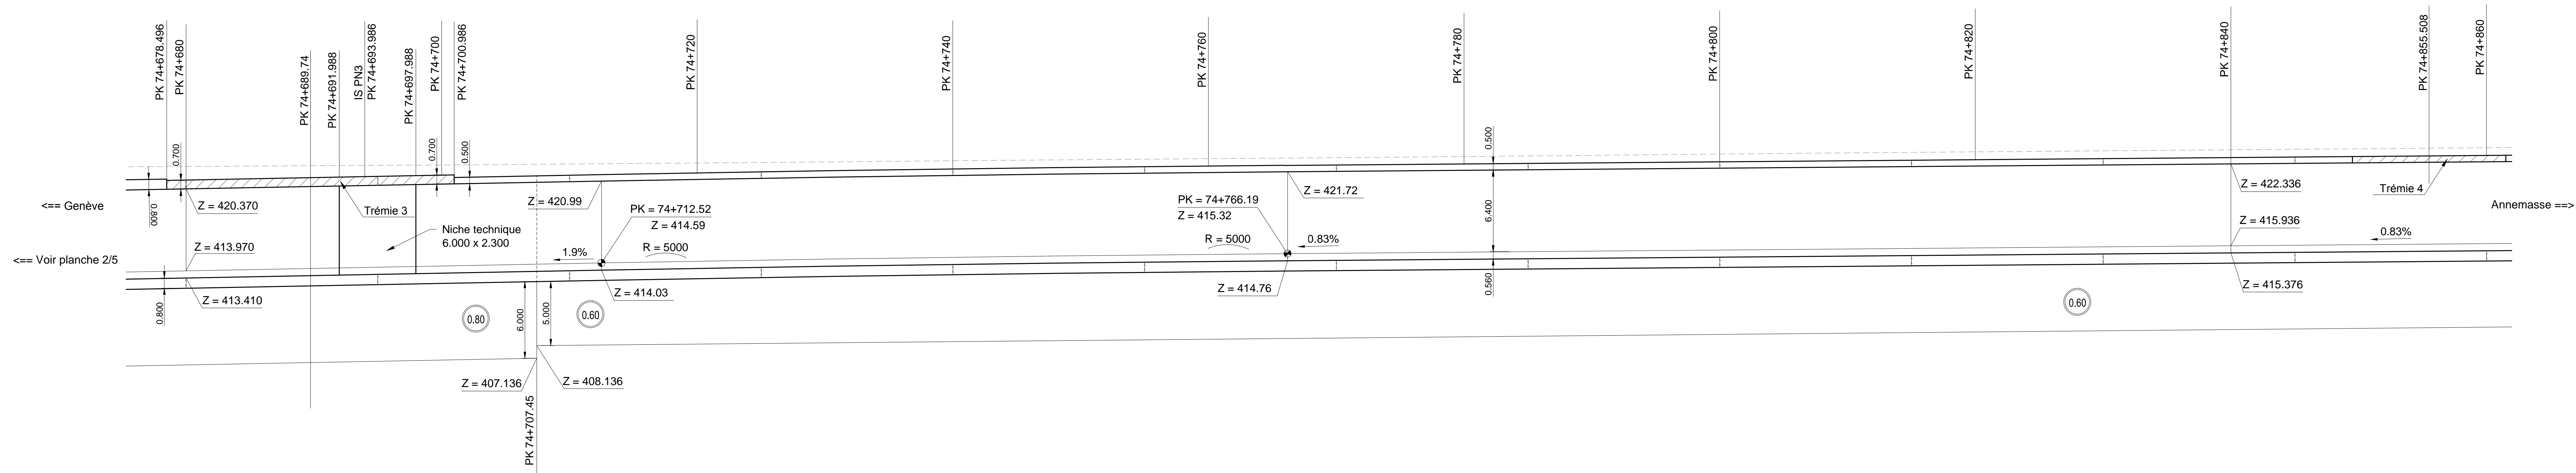 PK 74+678.496
PK 74+680
PK 74+689.74
PK 74+691.988
IS PN3
PK 74+693.986
PK 74+697.988
PK 74+700
PK 74+700.986
PK 74+720
PK 74+740
PK 74+760
PK 74+780
PK 74+800
PK 74+820
PK 74+840
PK 74+855.508
PK 74+860
0.700
0.700
0.500
0.500
<== Genève
0.800
Z = 420.370
Trémie 3
Z = 420.99
PK = 74+712.52
Z = 414.59
PK = 74+766.19
Z = 415.32
Z = 421.72
6.400
Z = 422.336
Trémie 4
Annemasse ==>
Niche technique
6.000 x 2.300
Z = 413.970
1.9%
R = 5000
R = 5000
0.83%
Z = 415.936
0.83%
<== Voir planche 2/5
0.800
Z = 413.410
Z = 414.03
Z = 414.76
0.560
Z = 415.376
0.80
6.000
5.000
0.60
0.60
Z = 407.136
Z = 408.136
PK 74+707.45